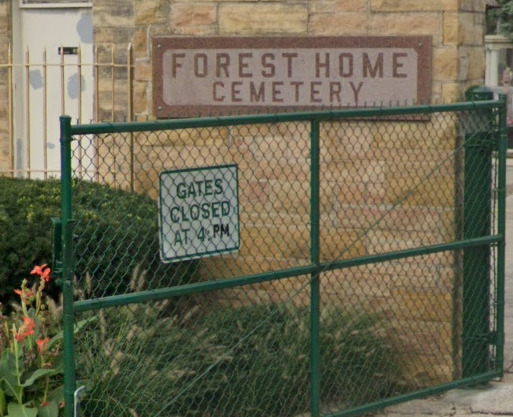 FOREST HOME
CEMETERY
GATES
CLOSED
AT 4 PM